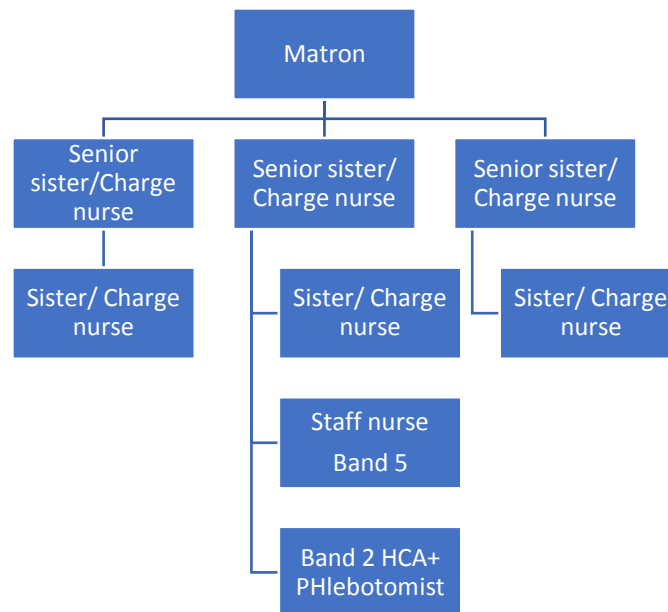 Matron
Senior
sister/Charge
nurse
Senior sister/
Charge nurse
Senior sister/
Charge nurse
Sister/ Charge
nurse
Sister/ Charge
nurse
Sister/ Charge
nurse
Staff nurse
Band 5
Band 2 HCA+
PHlebotomist